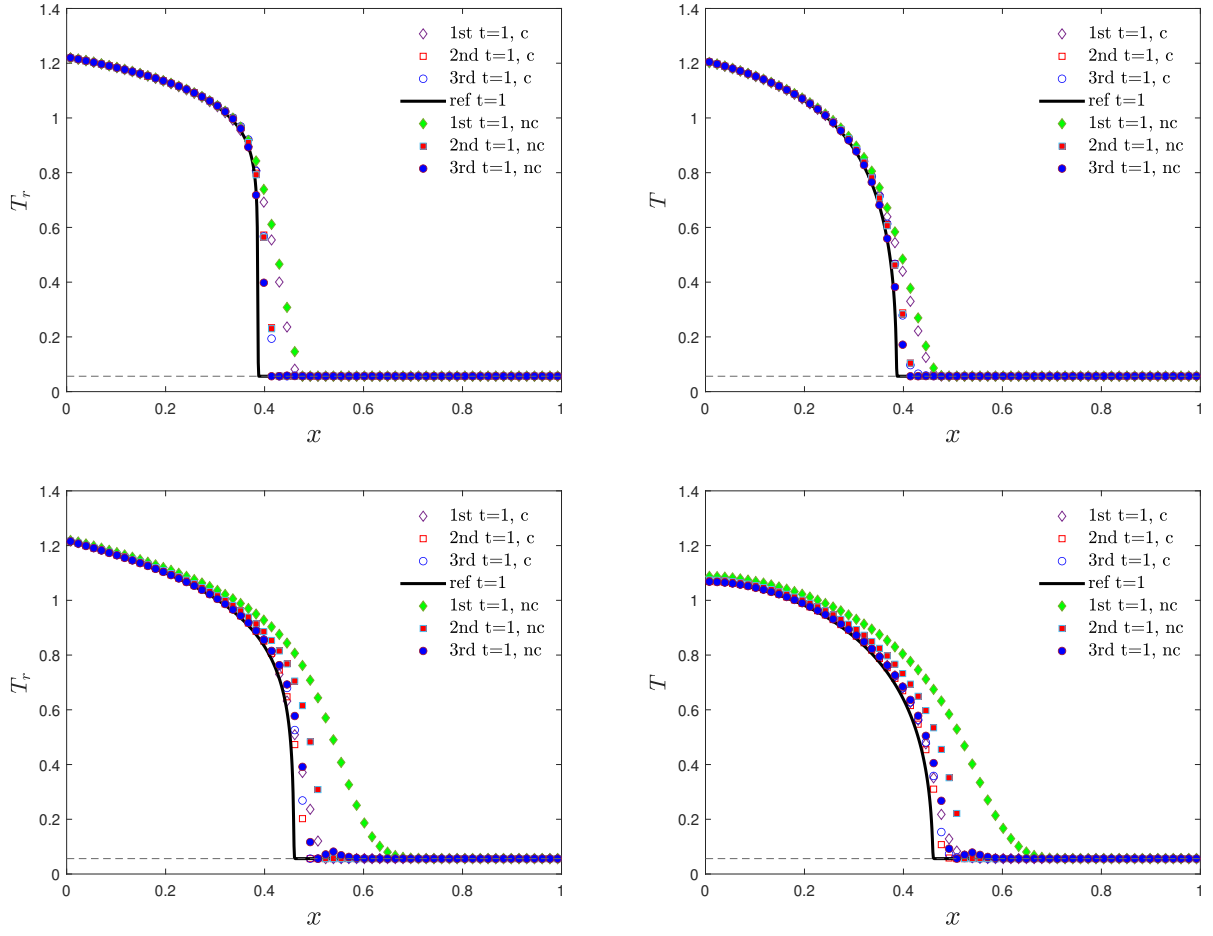 1.4
1.2
1
0.8
0.6
0.4
0.2
0
T_r
0
0.2
0.4
0.6
0.8
1
x
1st t=1, c
2nd t=1, c
3rd t=1, c
ref t=1
1st t=1, nc
2nd t=1, nc
3rd t=1, nc
1.4
1.2
1
0.8
0.6
0.4
0.2
0
T
0
0.2
0.4
0.6
0.8
1
x
1st t=1, c
2nd t=1, c
3rd t=1, c
ref t=1
1st t=1, nc
2nd t=1, nc
3rd t=1, nc
1.4
1.2
1
0.8
0.6
0.4
0.2
0
T_r
0
0.2
0.4
0.6
0.8
1
x
1st t=1, c
2nd t=1, c
3rd t=1, c
ref t=1
1st t=1, nc
2nd t=1, nc
3rd t=1, nc
1.4
1.2
1
0.8
0.6
0.4
0.2
0
T
0
0.2
0.4
0.6
0.8
1
x
1st t=1, c
2nd t=1, c
3rd t=1, c
ref t=1
1st t=1, nc
2nd t=1, nc
3rd t=1, nc